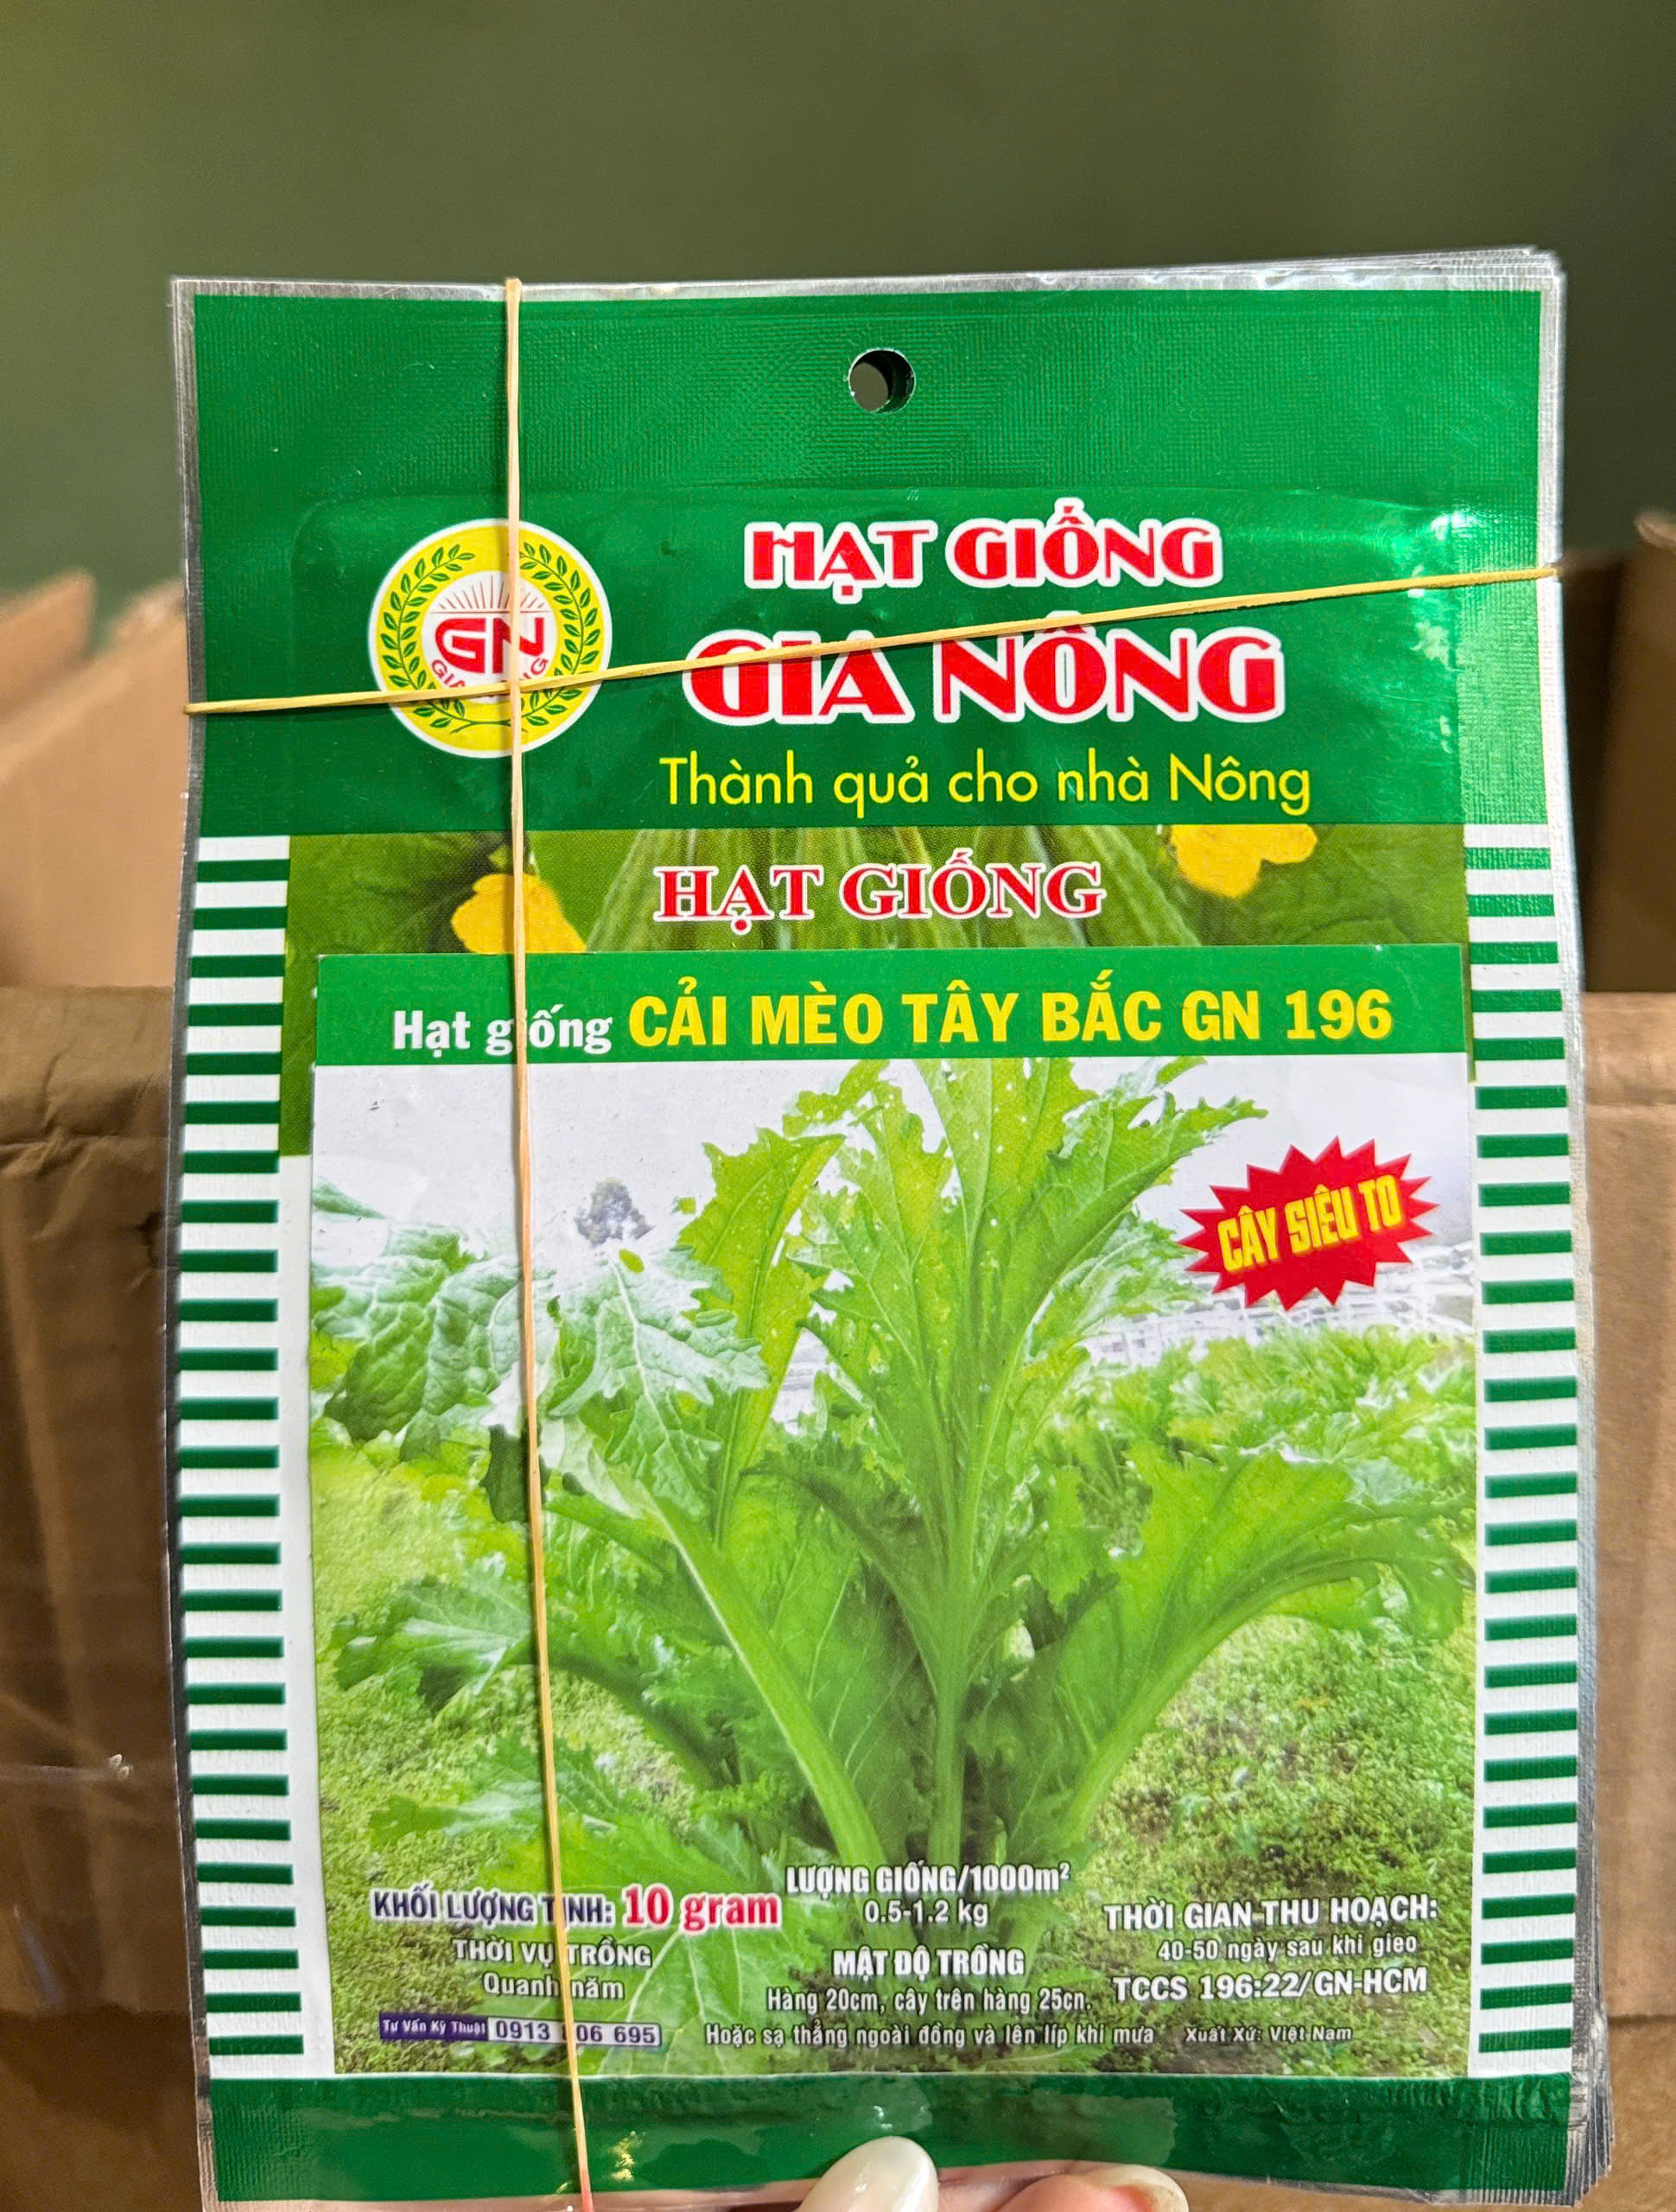 HẠT GIỐNG
GN
GIA NÔNG
Thành quả cho nhà Nông
HẠT GIỐNG
Hạt giống CẢI MÈO TÂY BẮC GN 196
CÂY SIÊU TO
KHỐI LƯỢNG TỊNH: 10 gram
THỜI VỤ TRỒNG
Quanh năm
Tư Vấn Kỹ Thuật 0913 06 695
LƯỢNG GIỐNG/1000m²
0.5-1.2 kg
MẬT ĐỘ TRỒNG
Hàng 20cm, cây trên hàng 25cn.
Hoặc sạ thẳng ngoài đồng và lên líp khi mưa
THỜI GIAN THU HOẠCH:
40-50 ngày sau khi gieo
TCCS 196:22/GN-HCM
Xuất Xứ: Việt Nam